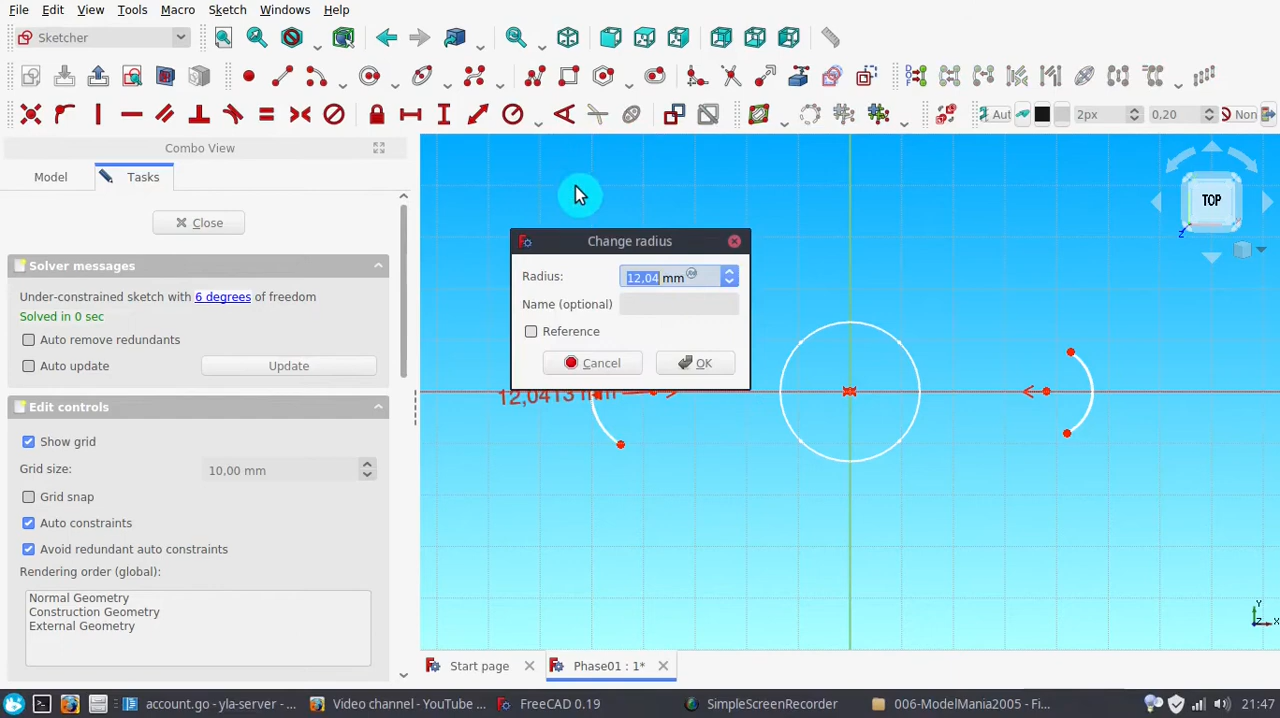 File Edit View Tools Macro Sketch Windows Help
Sketcher
Aut 2px 0,20 Non
Combo View
Model Tasks
Close
Solver messages
Under-constrained sketch with 6 degrees of freedom
Solved in 0 sec
Auto remove redundants
Auto update Update
Edit controls
Show grid
Grid size: 10,00 mm
Grid snap
Auto constraints
Avoid redundant auto constraints
Rendering order (global):
Normal Geometry
Construction Geometry
External Geometry
TOP
Z
Change radius
Radius: 12,04 mm
Name (optional)
Reference
Cancel OK
12,0413 mm
Y
Z X
Start page Phase01 : 1*
account.go - yla-server - ... Video channel - YouTube ... FreeCAD 0.19 SimpleScreenRecorder 006-ModelMania2005 - Fi... 21:47